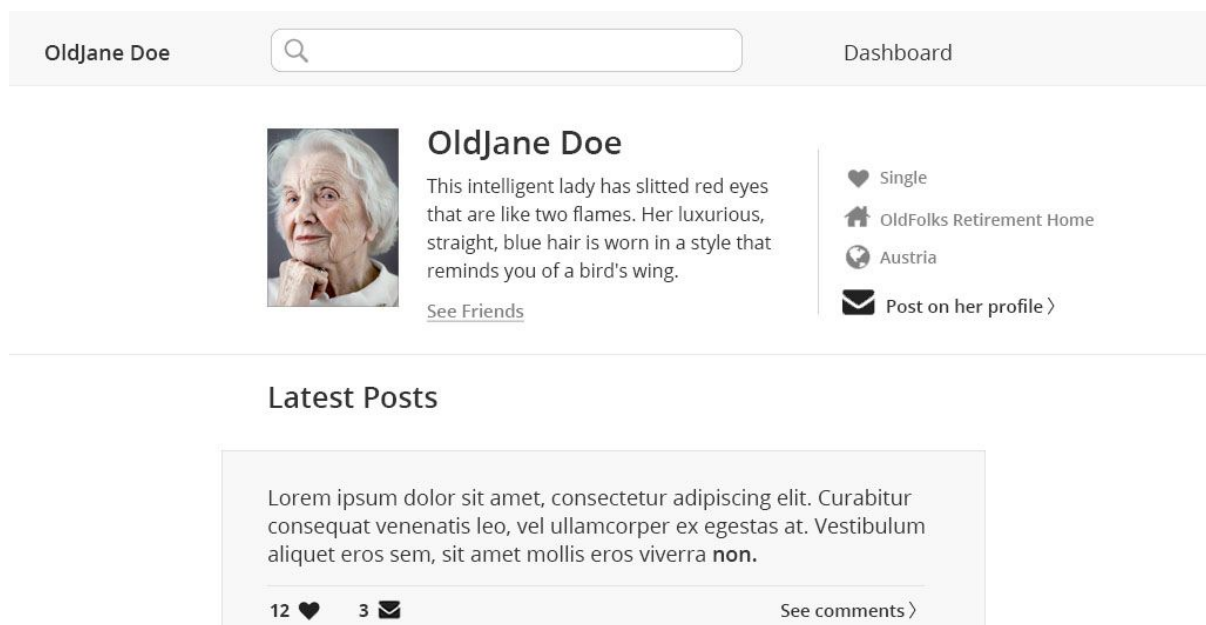 OldJane Doe
Dashboard
OldJane Doe
This intelligent lady has slitted red eyes
that are like two flames. Her luxurious,
straight, blue hair is worn in a style that
reminds you of a bird's wing.
See Friends
Single
OldFolks Retirement Home
Austria
Post on her profile〉
Latest Posts
Lorem ipsum dolor sit amet, consectetur adipiscing elit. Curabitur
consequat venenatis leo, vel ullamcorper ex egestas at. Vestibulum
aliquet eros sem, sit amet mollis eros viverra non.
12 3 See comments〉